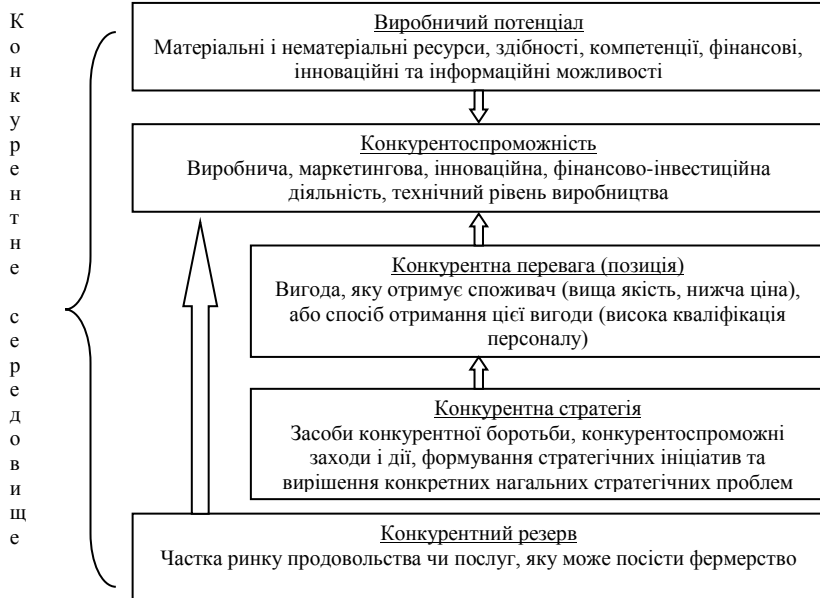 Конкурентне середовище
Виробничий потенціал
Матеріальні і нематеріальні ресурси, здібності, компетенції, фінансові,
інноваційні та інформаційні можливості
Конкурентоспроможність
Виробнича, маркетингова, інноваційна, фінансово-інвестиційна
діяльність, технічний рівень виробництва
Конкурентна перевага (позиція)
Вигода, яку отримує споживач (вища якість, нижча ціна),
або спосіб отримання цієї вигоди (висока кваліфікація
персоналу)
Конкурентна стратегія
Засоби конкурентної боротьби, конкурентоспроможні
заходи і дії, формування стратегічних ініціатив та
вирішення конкретних нагальних стратегічних проблем
Конкурентний резерв
Частка ринку продовольства чи послуг, яку може посісти фермерство